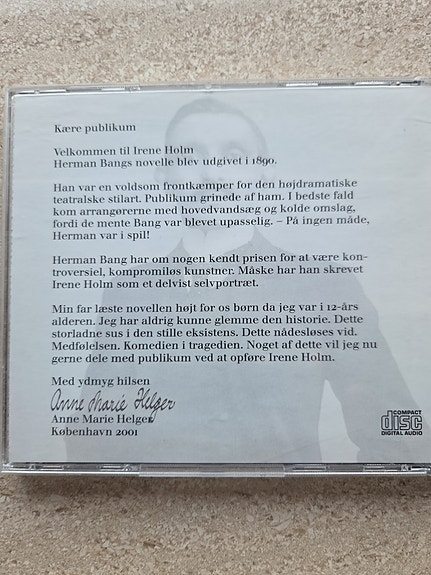 Kære publikum
Velkommen til Irene Holm
Herman Bangs novelle blev udgivet i 1890.
Han var en voldsom frontkæmper for den højdramatiske
teatralske stilart. Publikum grinede af ham. I bedste fald
kom arrangørerne med hovedvandsæg og kolde omslag,
fordi de mente Bang var blevet upasselig. – På ingen måde,
Herman var i spil!
Herman Bang har om nogen kendt prisen for at være kon-
troversiel, kompromiløs kunstner. Måske har han skrevet
Irene Holm som et delvist selvportræt.
Min far læste novellen højt for os børn da jeg var i 12-års
alderen. Jeg har aldrig kunne glemme den historie. Dette
storladne sus i den stille eksistens. Dette nådesløses vid.
Medfølelsen. Komedien i tragedien. Noget af dette vil jeg nu
gerne dele med publikum ved at opføre Irene Holm.
Med ydmyg hilsen
Anne Marie Helger
Anne Marie Helger
København 2001
COMPACT
disc
DIGITAL AUDIO